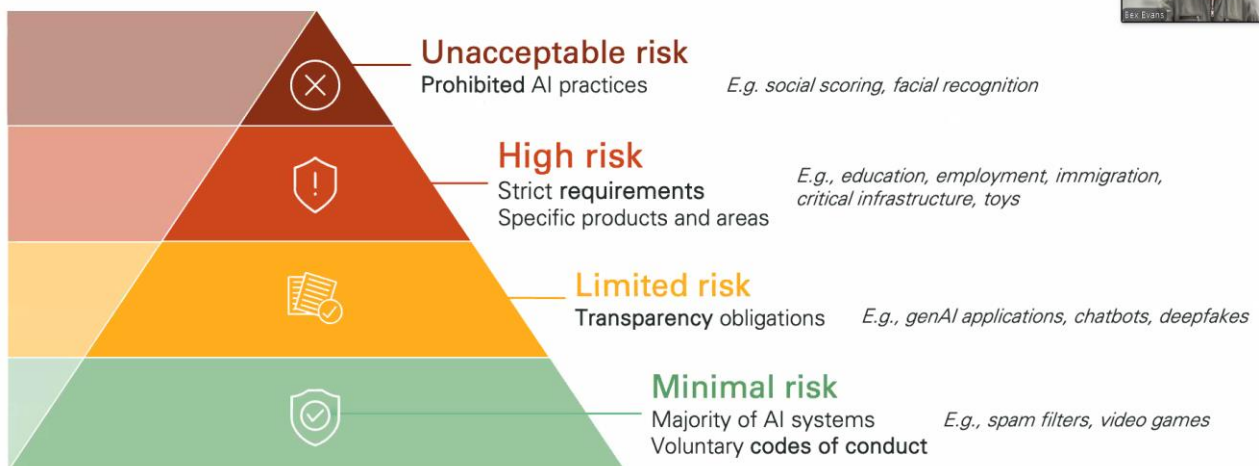 Bex Evans
Unacceptable risk
Prohibited AI practices
E.g. social scoring, facial recognition
High risk
Strict requirements
Specific products and areas
E.g., education, employment, immigration,
critical infrastructure, toys
Limited risk
Transparency obligations
E.g., genAI applications, chatbots, deepfakes
Minimal risk
Majority of AI systems
Voluntary codes of conduct
E.g., spam filters, video games